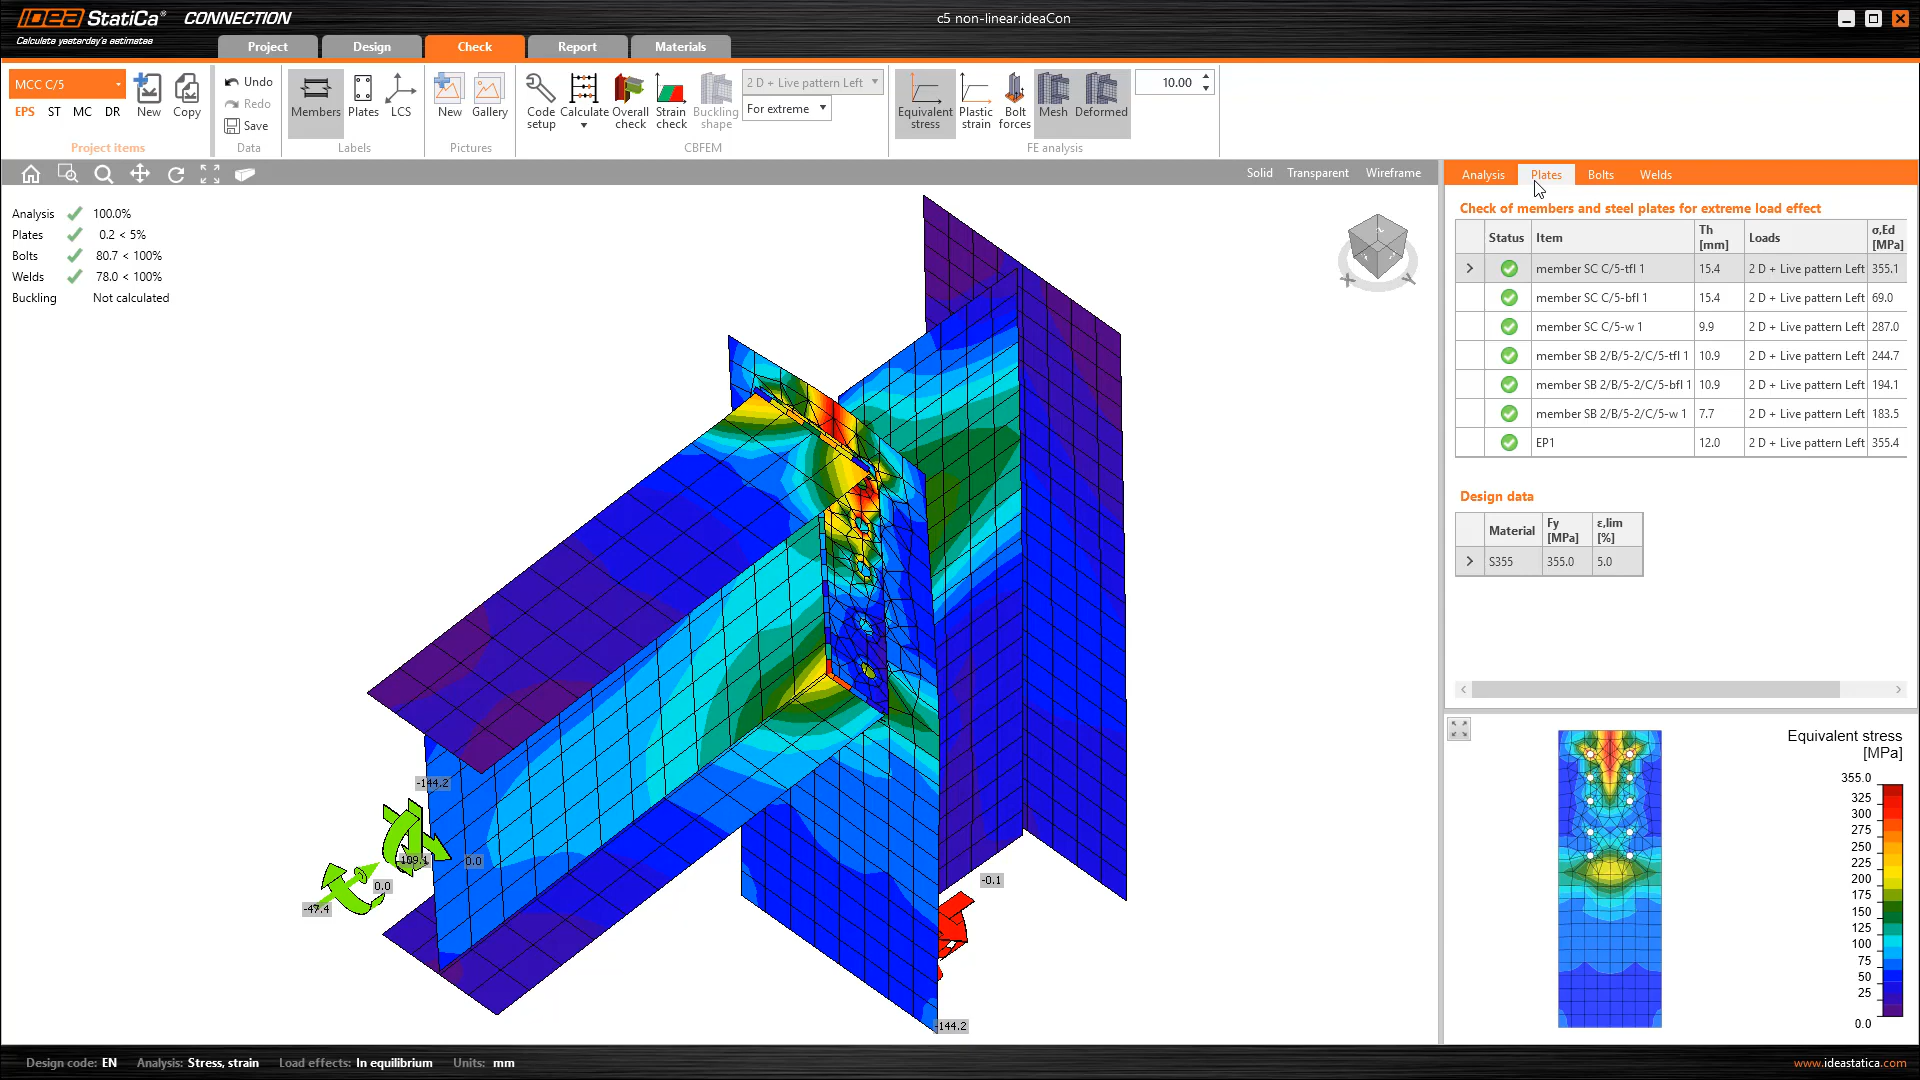 IDEA StatiCa® CONNECTION
Calculate yesterday's estimates
c5 non-linear.ideaCon
Project Design Check Report Materials
MCC C/5
EPS ST MC DR
New
Copy
Project items
Undo
Redo
Save
Data
Members
Plates
LCS
Labels
New
Gallery
Pictures
Code setup
Calculate
Overall check
Strain check
Buckling shape
2 D + Live pattern Left
For extreme
CBFEM
Equivalent stress
Plastic strain
Bolt forces
Mesh
Deformed
10.00
FE analysis
Solid Transparent Wireframe
Analysis 100.0%
Plates 0.2 < 5%
Bolts 80.7 < 100%
Welds 78.0 < 100%
Buckling Not calculated
-144.2
109.1
0.0
0.0
-47.4
-0.1
-144.2
Analysis Plates Bolts Welds
Check of members and steel plates for extreme load effect
Status Item Th [mm] Loads σ,Ed [MPa]
member SC C/5-tfl 1 15.4 2 D + Live pattern Left 355.1
member SC C/5-bfl 1 15.4 2 D + Live pattern Left 69.0
member SC C/5-w 1 9.9 2 D + Live pattern Left 287.0
member SB 2/B/5-2/C/5-tfl 1 10.9 2 D + Live pattern Left 244.7
member SB 2/B/5-2/C/5-bfl 1 10.9 2 D + Live pattern Left 194.1
member SB 2/B/5-2/C/5-w 1 7.7 2 D + Live pattern Left 183.5
EP1 12.0 2 D + Live pattern Left 355.4
Design data
Material Fy [MPa] ε,lim [%]
S355 355.0 5.0
Equivalent stress
[MPa]
355.0
325
300
275
250
225
200
175
150
125
100
75
50
25
0.0
Design code: EN Analysis: Stress, strain Load effects: In equilibrium Units: mm
www.ideastatica.com